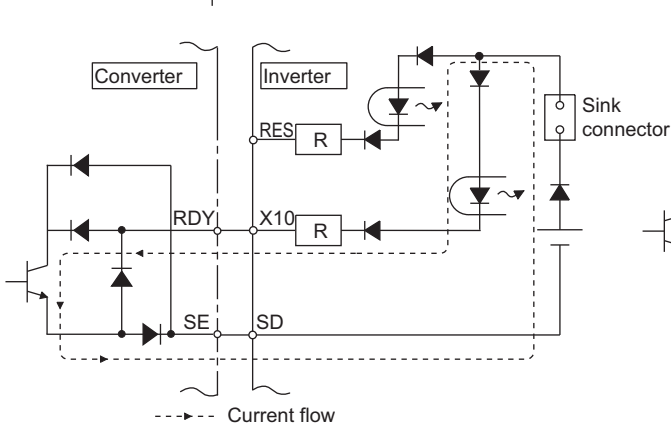 Converter
Inverter
Sink
connector
RES
R
RDY
X10
R
SE
SD
Current flow